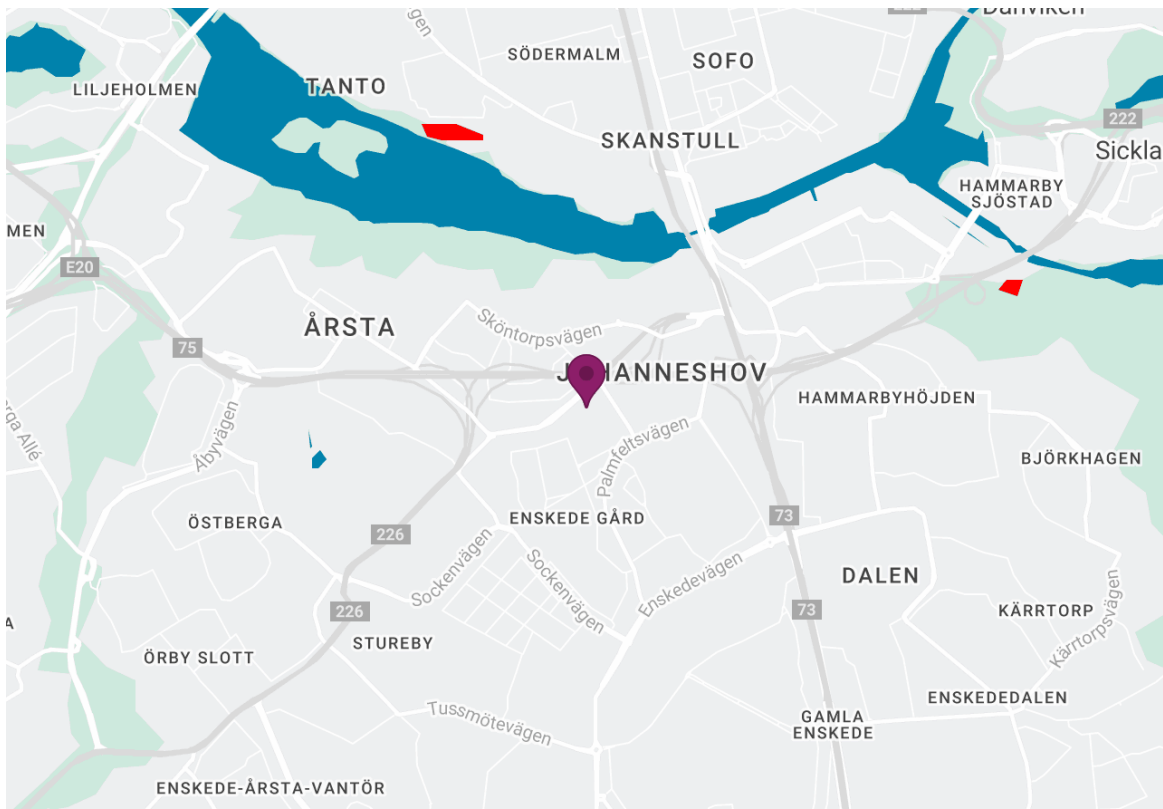 Danviken
SÖDERMALM
SOFO
LILJEHOLMEN
TANTO
222
SKANSTULL
Sickla
HAMMARBY
SJÖSTAD
MEN
E20
Sköntorpsvägen
ÅRSTA
75
JOHANNESHOV
HAMMARBYHÖJDEN
Åbyvägen
Palmfeltsvägen
BJÖRKHAGEN
ÖSTBERGA
ENSKEDE GÅRD
73
226
Sockenvägen
Sockenvägen
Enskedevägen
DALEN
226
73
KÄRRTORP
Kärrtorpsvägen
STUREBY
ÖRBY SLOTT
ENSKEDEDALEN
Tussmötevägen
GAMLA
ENSKEDE
ENSKEDE-ÅRSTA-VANTÖR